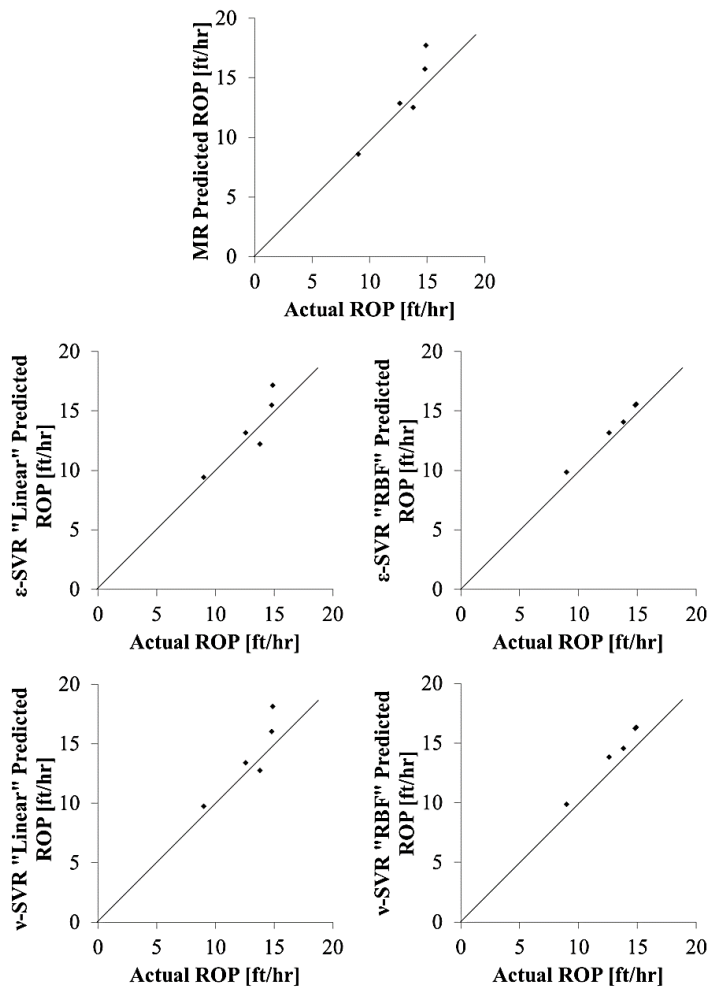 MR Predicted ROP [ft/hr]
20
15
10
5
0
0 5 10 15 20
Actual ROP [ft/hr]
ε-SVR "Linear" Predicted
ROP [ft/hr]
20
15
10
5
0
0 5 10 15 20
Actual ROP [ft/hr]
ε-SVR "RBF" Predicted
ROP [ft/hr]
20
15
10
5
0
0 5 10 15 20
Actual ROP [ft/hr]
ν-SVR "Linear" Predicted
ROP [ft/hr]
20
15
10
5
0
0 5 10 15 20
Actual ROP [ft/hr]
ν-SVR "RBF" Predicted
ROP [ft/hr]
20
15
10
5
0
0 5 10 15 20
Actual ROP [ft/hr]